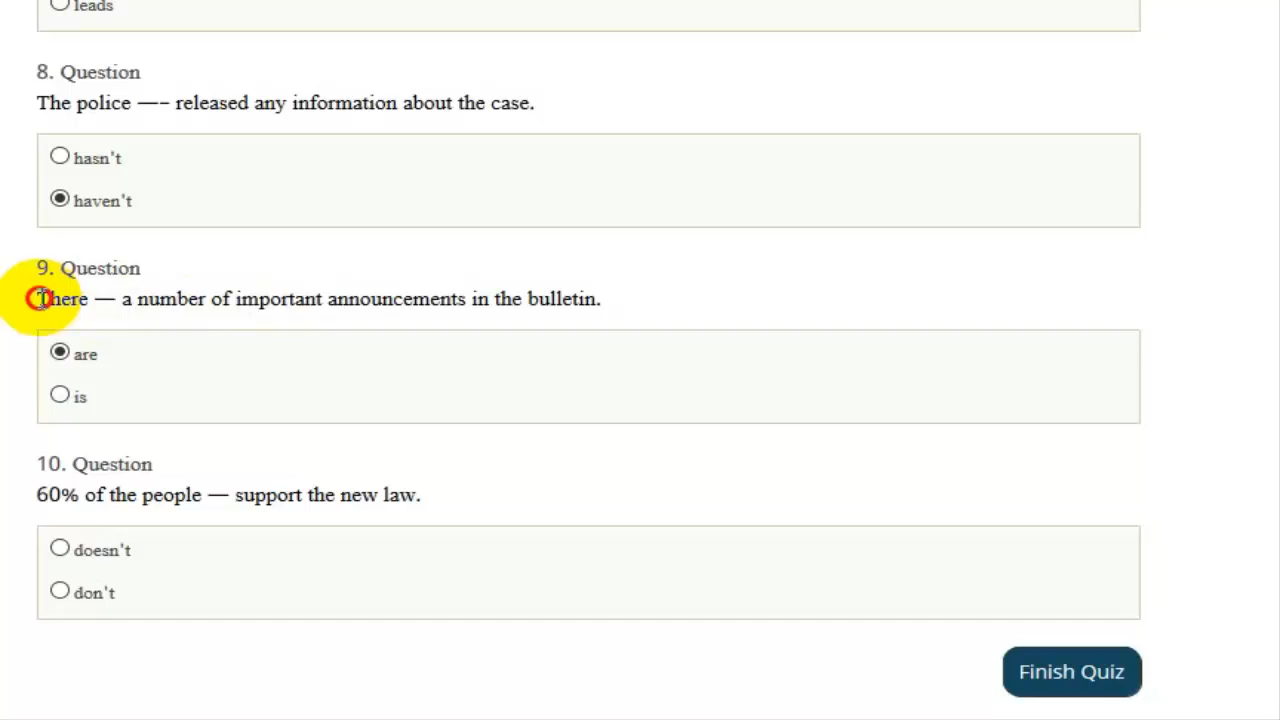 leads
8. Question
The police —– released any information about the case.
hasn't
haven't
9. Question
There — a number of important announcements in the bulletin.
are
is
10. Question
60% of the people — support the new law.
doesn't
don't
Finish Quiz